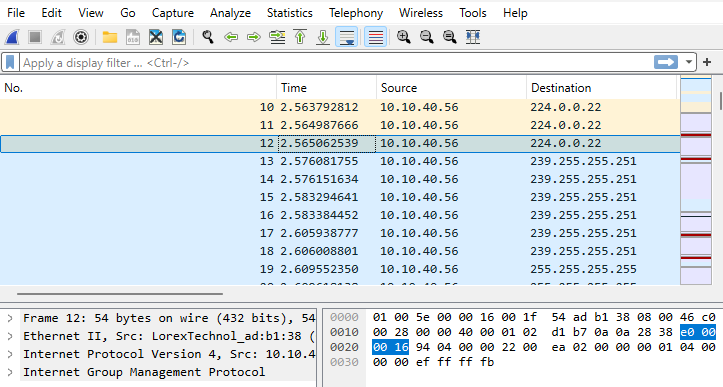 File Edit View Go Capture Analyze Statistics Telephony Wireless Tools Help
Apply a display filter ... <Ctrl-/>
No. Time Source Destination
10 2.563792812 10.10.40.56 224.0.0.22
11 2.564987666 10.10.40.56 224.0.0.22
12 2.565062539 10.10.40.56 224.0.0.22
13 2.576081755 10.10.40.56 239.255.255.251
14 2.576151634 10.10.40.56 239.255.255.251
15 2.583294641 10.10.40.56 239.255.255.251
16 2.583384452 10.10.40.56 239.255.255.251
17 2.605938777 10.10.40.56 239.255.255.251
18 2.606008801 10.10.40.56 239.255.255.251
19 2.609552350 10.10.40.56 255.255.255.255
Frame 12: 54 bytes on wire (432 bits), 54
Ethernet II, Src: LorexTechnol_ad:b1:38 (
Internet Protocol Version 4, Src: 10.10.4
Internet Group Management Protocol
0000 01 00 5e 00 00 16 00 1f 54 ad b1 38 08 00 46 c0
0010 00 28 00 00 40 00 01 02 d1 b7 0a 0a 28 38 e0 00
0020 00 16 94 04 00 00 22 00 ea 02 00 00 00 01 04 00
0030 00 00 ef ff ff fb